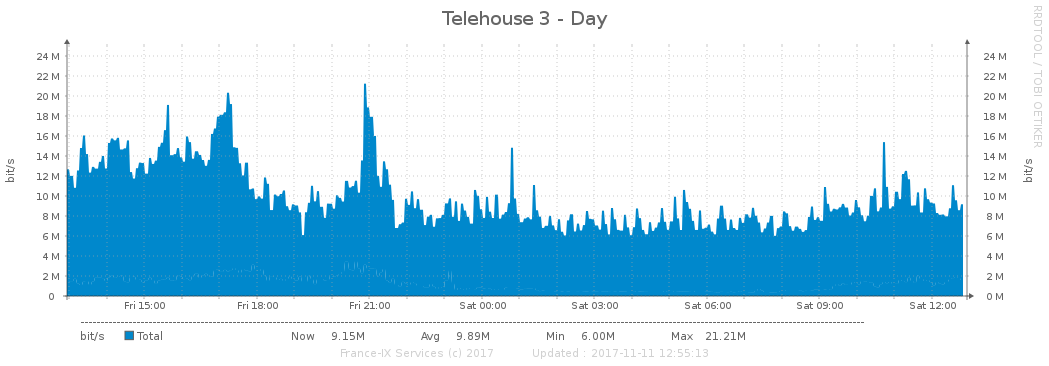 Telehouse 3 - Day
RRDTOOL / TOBI OETIKER
bit/s
24 M 24 M
22 M 22 M
20 M 20 M
18 M 18 M
16 M 16 M
14 M 14 M
12 M 12 M
10 M 10 M
8 M 8 M
6 M 6 M
4 M 4 M
2 M 2 M
0 0 M
bit/s
Fri 15:00 Fri 18:00 Fri 21:00 Sat 00:00 Sat 03:00 Sat 06:00 Sat 09:00 Sat 12:00
bit/s Total Now 9.15M Avg 9.89M Min 6.00M Max 21.21M
France-IX Services (c) 2017 Updated : 2017-11-11 12:55:13